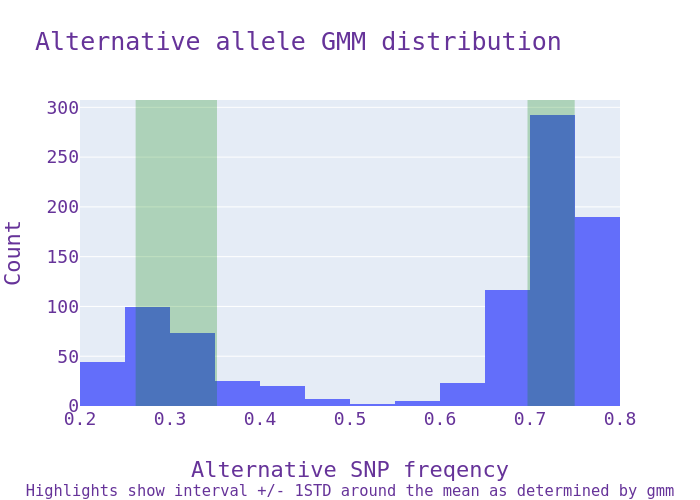 Alternative allele GMM distribution
300
250
200
150
100
50
0
Count
0.2 0.3 0.4 0.5 0.6 0.7 0.8
Alternative SNP freqency
Highlights show interval +/- 1STD around the mean as determined by gmm